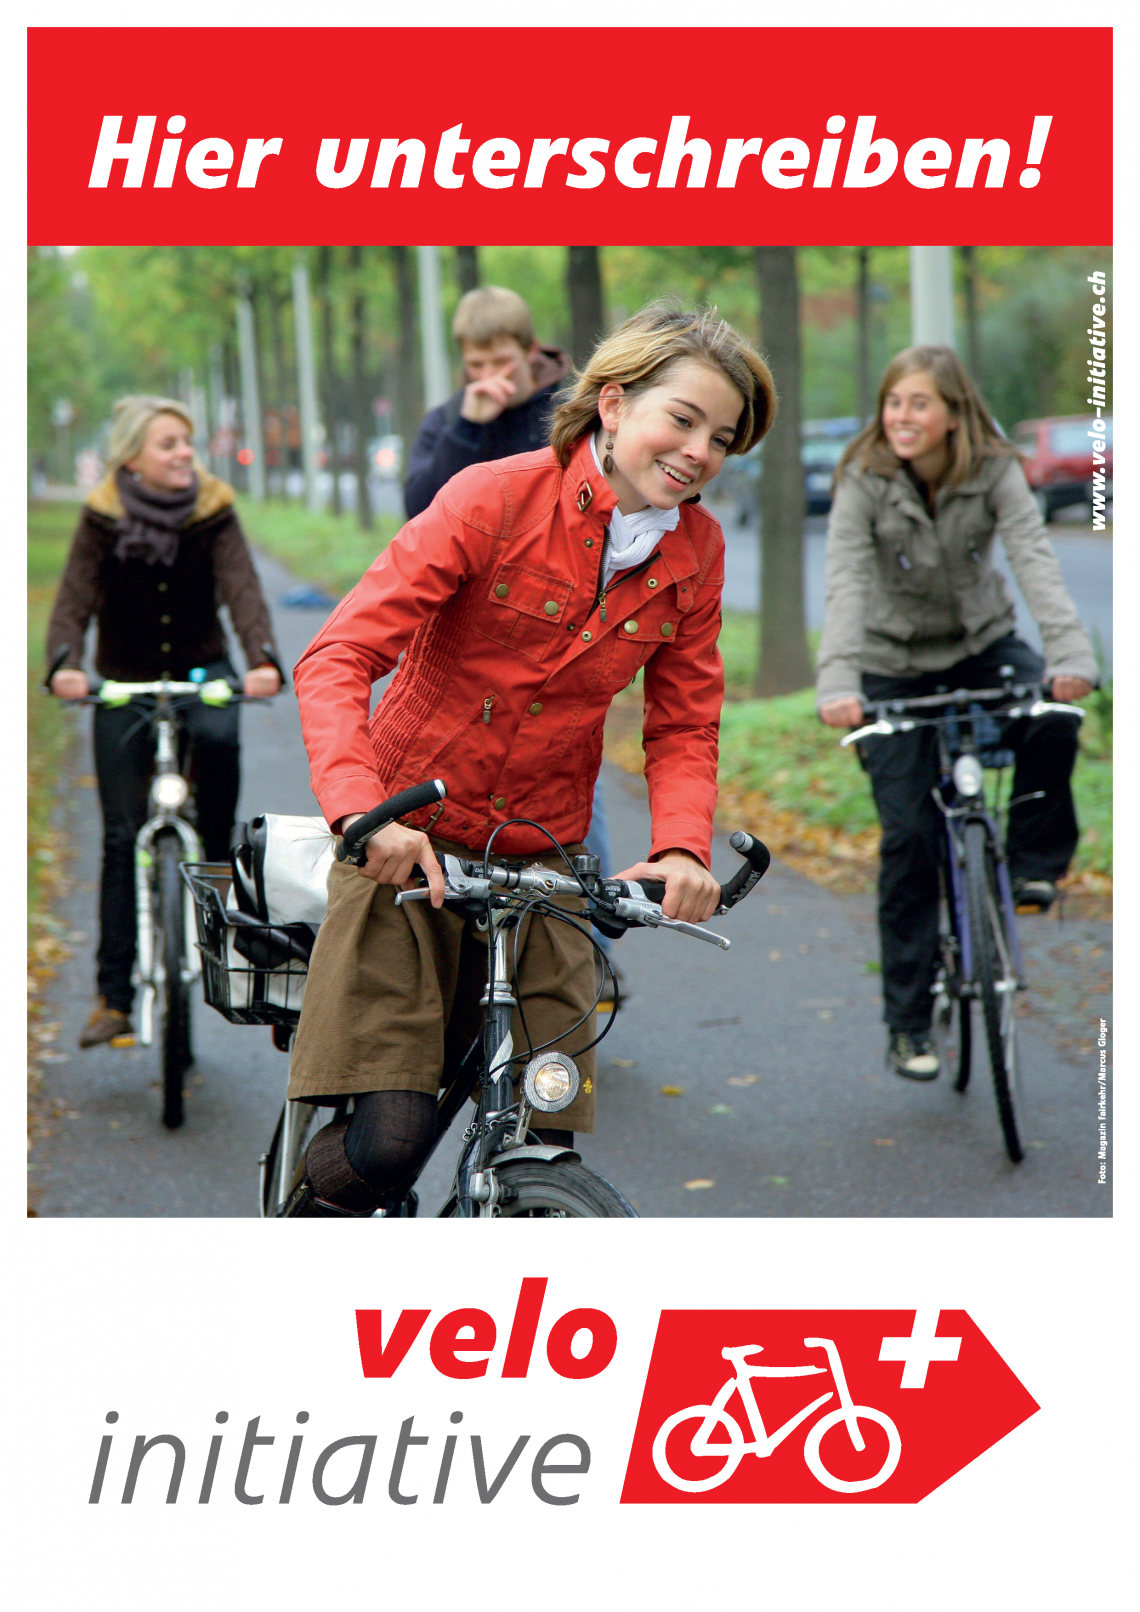 Hier unterschreiben!
www.velo-initiative.ch
Foto: Magazin fairkehr/Marcus Gloger
velo
initiative